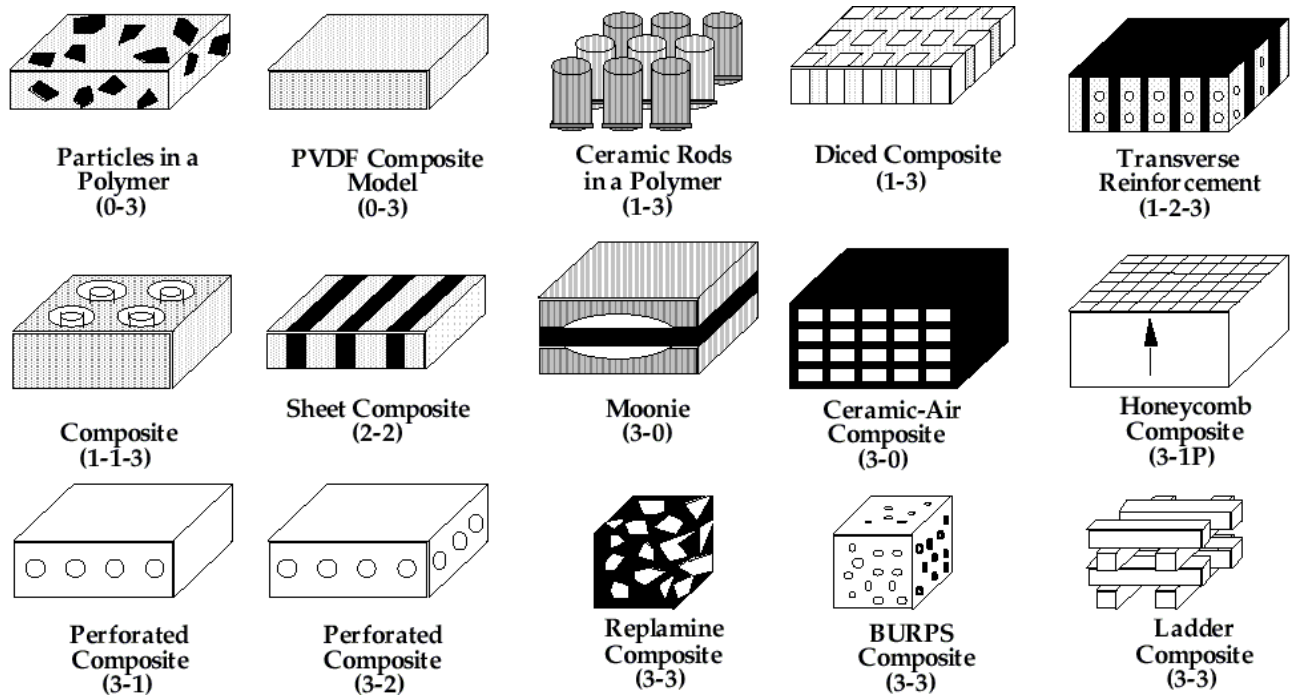 Particles in a
Polymer
(0-3)
PVDF Composite
Model
(0-3)
Ceramic Rods
in a Polymer
(1-3)
Diced Composite
(1-3)
Transverse
Reinforcement
(1-2-3)
Composite
(1-1-3)
Sheet Composite
(2-2)
Moonie
(3-0)
Ceramic-Air
Composite
(3-0)
Honeycomb
Composite
(3-1P)
Perforated
Composite
(3-1)
Perforated
Composite
(3-2)
Replamine
Composite
(3-3)
BURPS
Composite
(3-3)
Ladder
Composite
(3-3)